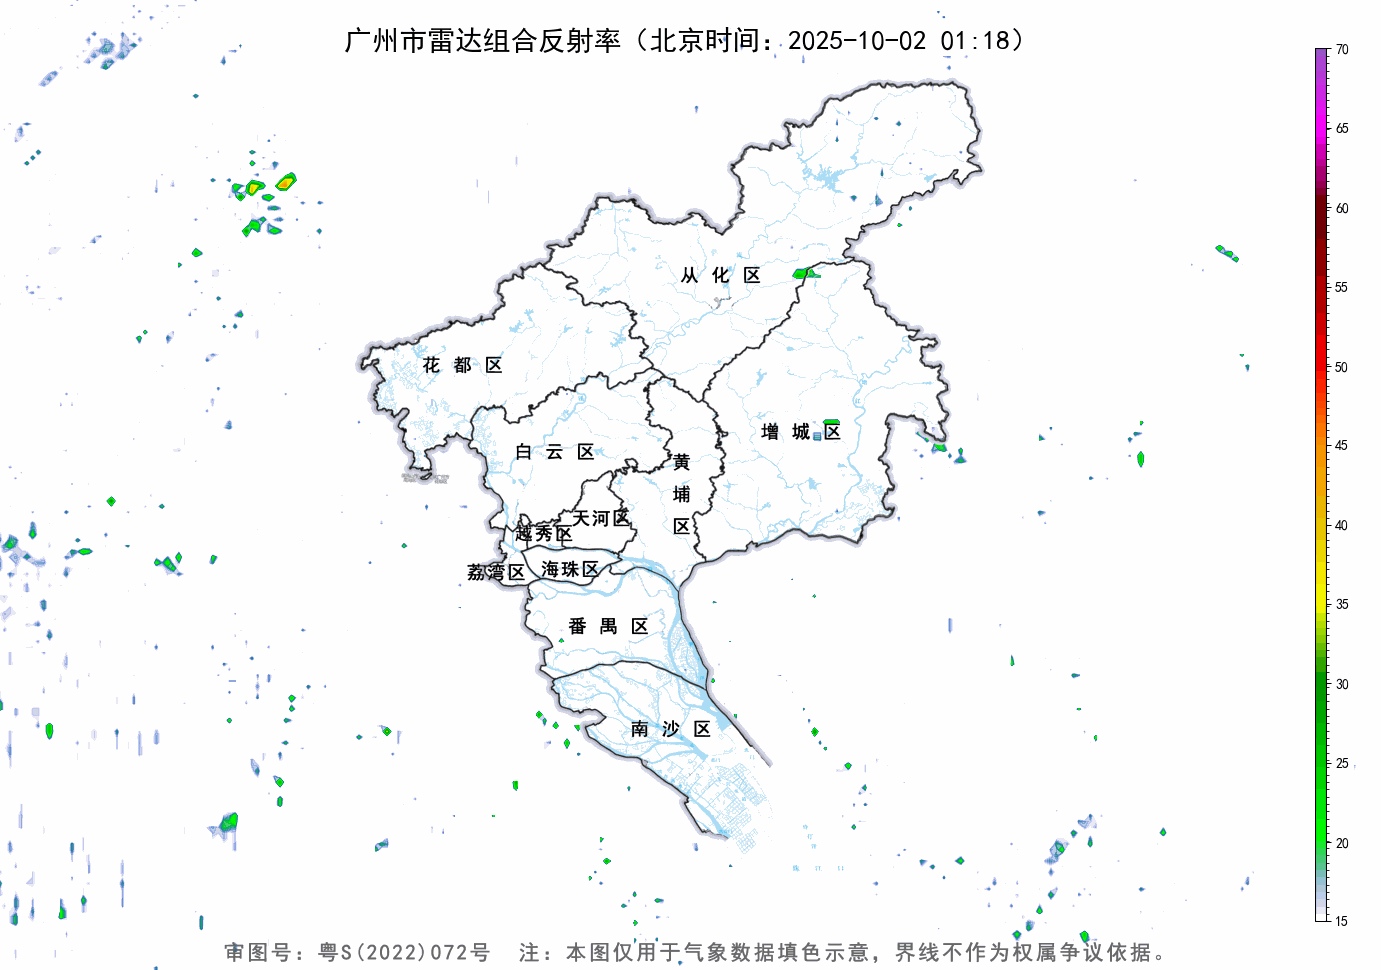 广州市雷达组合反射率（北京时间：2025-10-02 01:18）
70
65
60
55
50
45
40
35
30
25
20
15
从化区
花都区
增城区
白云区
黄埔区
天河区
越秀区
荔湾区
海珠区
番禺区
南沙区
审图号：粤S(2022)072号 注：本图仅用于气象数据填色示意，界线不作为权属争议依据。